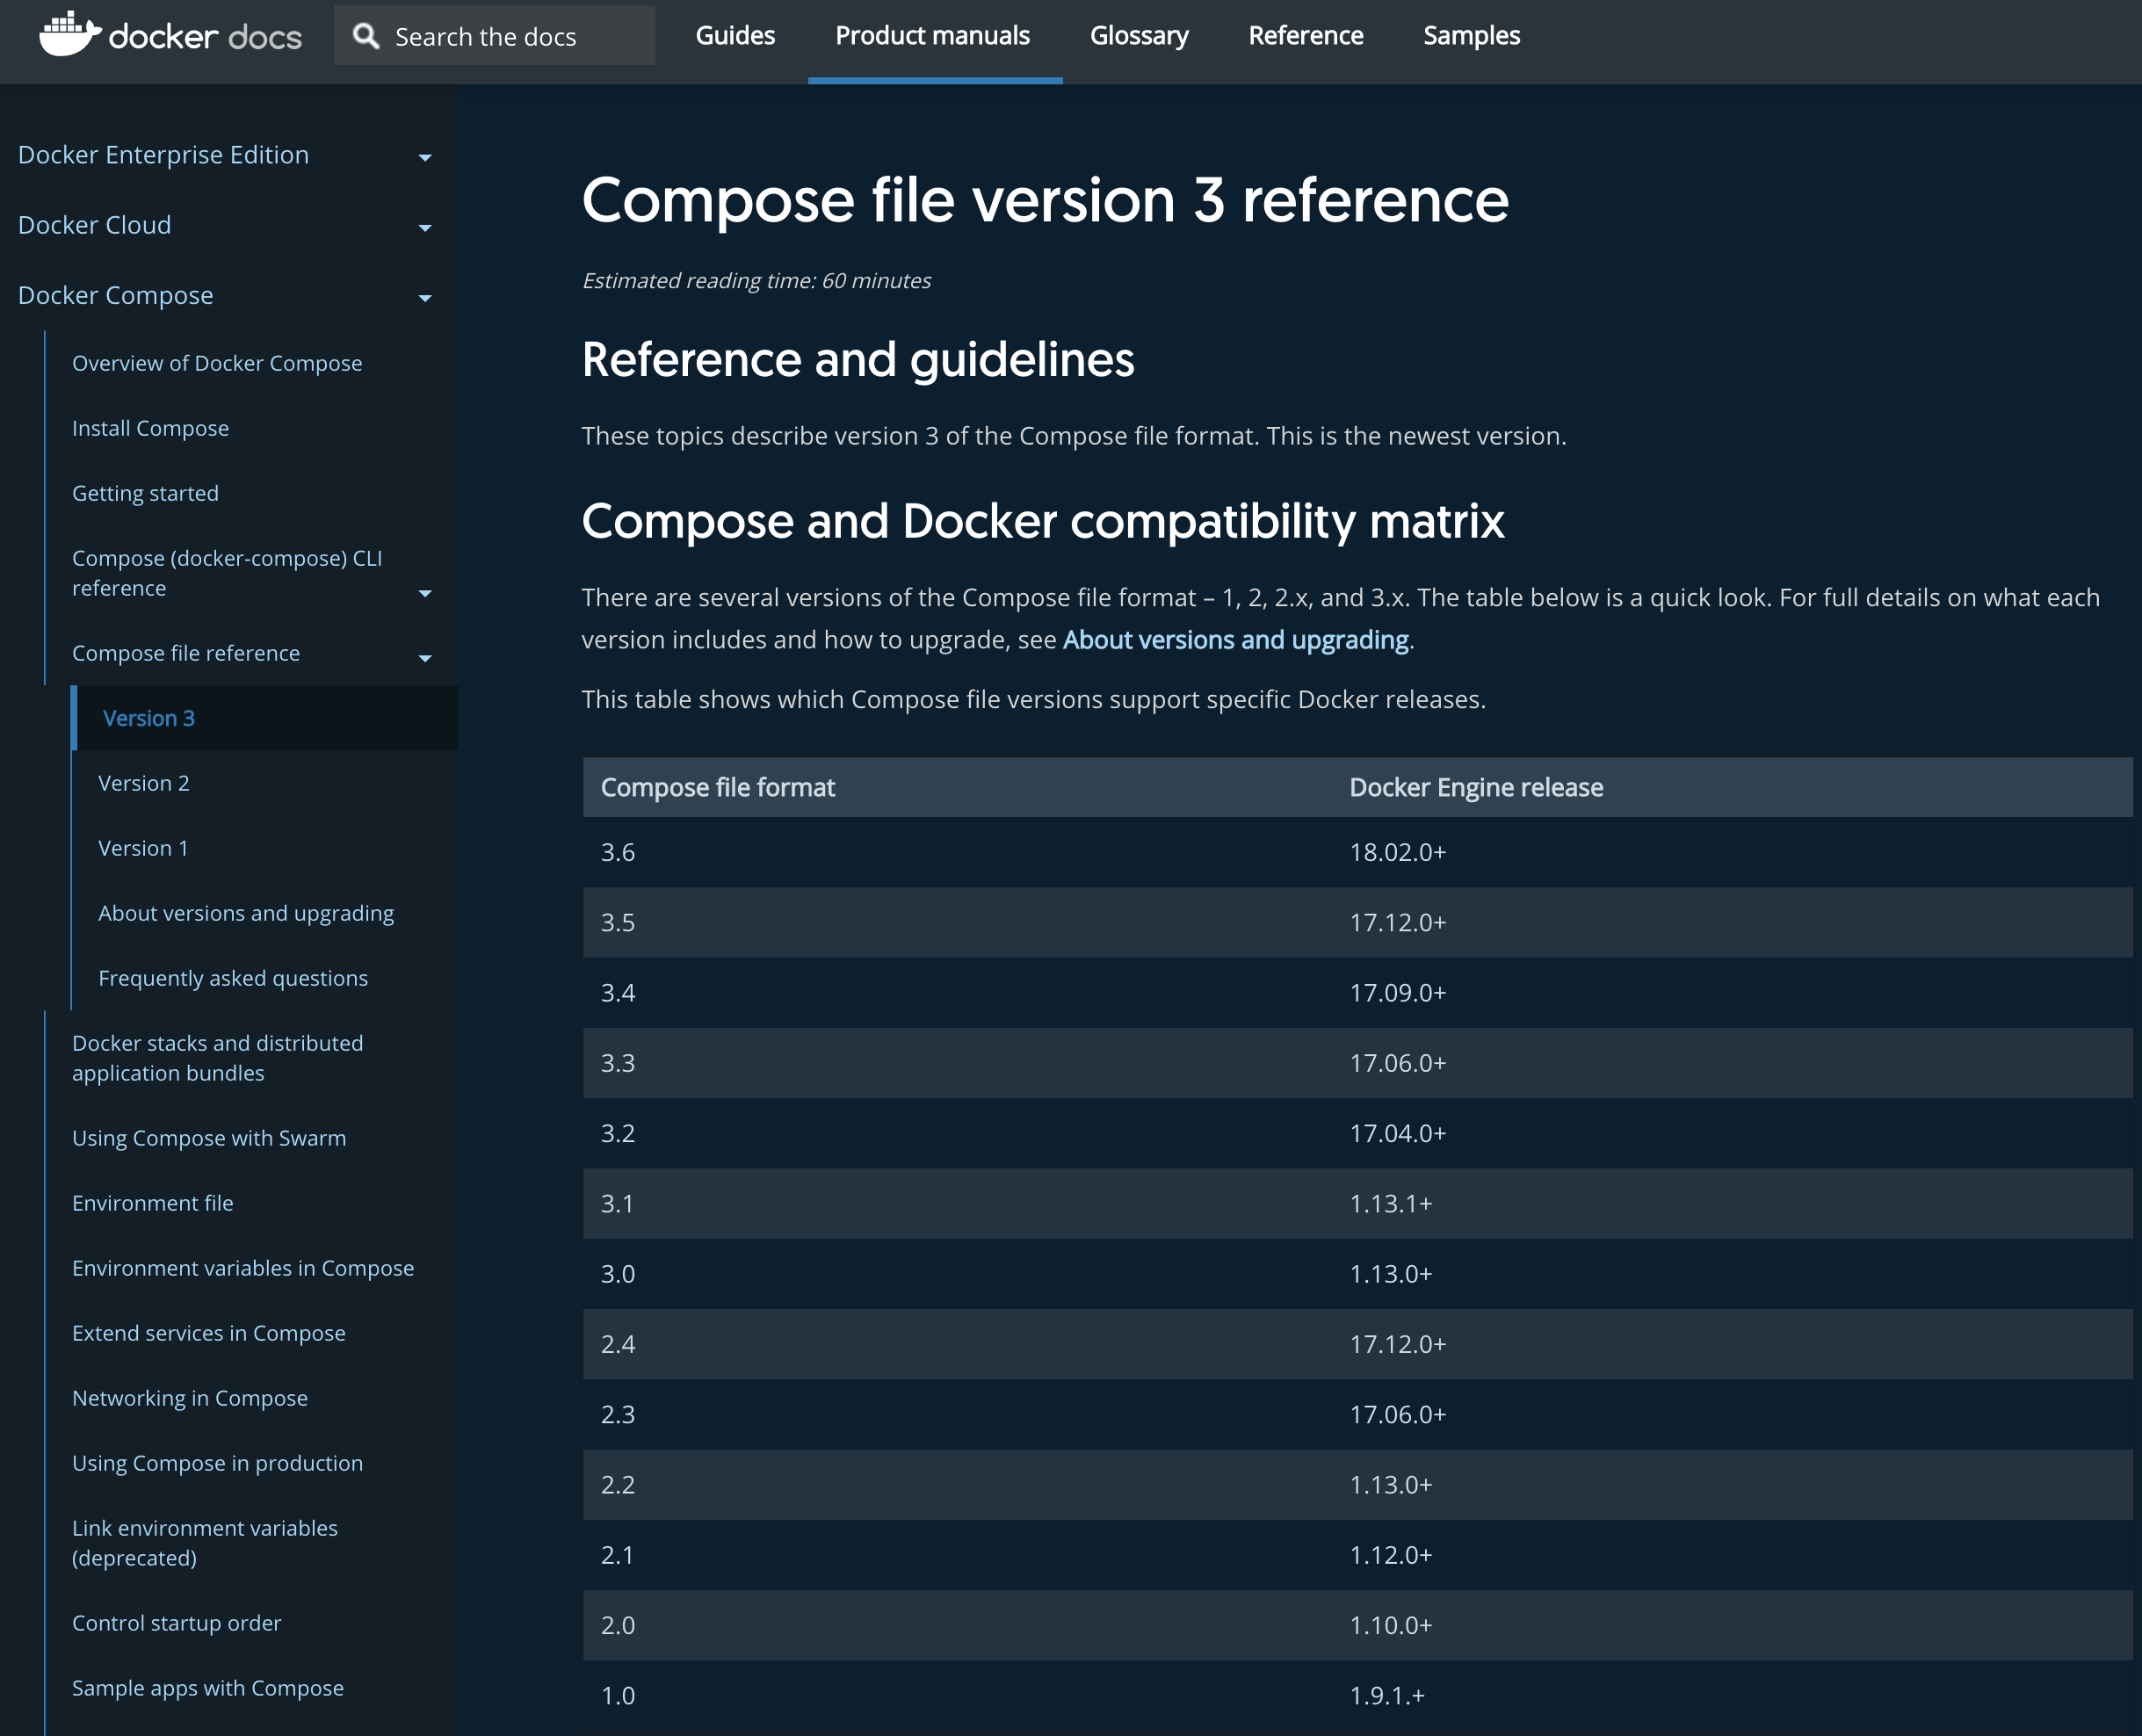 docker docs
Search the docs
Guides
Product manuals
Glossary
Reference
Samples
Docker Enterprise Edition
Docker Cloud
Docker Compose
Overview of Docker Compose
Install Compose
Getting started
Compose (docker-compose) CLI
reference
Compose file reference
Version 3
Version 2
Version 1
About versions and upgrading
Frequently asked questions
Docker stacks and distributed
application bundles
Using Compose with Swarm
Environment file
Environment variables in Compose
Extend services in Compose
Networking in Compose
Using Compose in production
Link environment variables
(deprecated)
Control startup order
Sample apps with Compose
Compose file version 3 reference
Estimated reading time: 60 minutes
Reference and guidelines
These topics describe version 3 of the Compose file format. This is the newest version.
Compose and Docker compatibility matrix
There are several versions of the Compose file format – 1, 2, 2.x, and 3.x. The table below is a quick look. For full details on what each
version includes and how to upgrade, see About versions and upgrading.
This table shows which Compose file versions support specific Docker releases.
Compose file format Docker Engine release
3.6 18.02.0+
3.5 17.12.0+
3.4 17.09.0+
3.3 17.06.0+
3.2 17.04.0+
3.1 1.13.1+
3.0 1.13.0+
2.4 17.12.0+
2.3 17.06.0+
2.2 1.13.0+
2.1 1.12.0+
2.0 1.10.0+
1.0 1.9.1.+